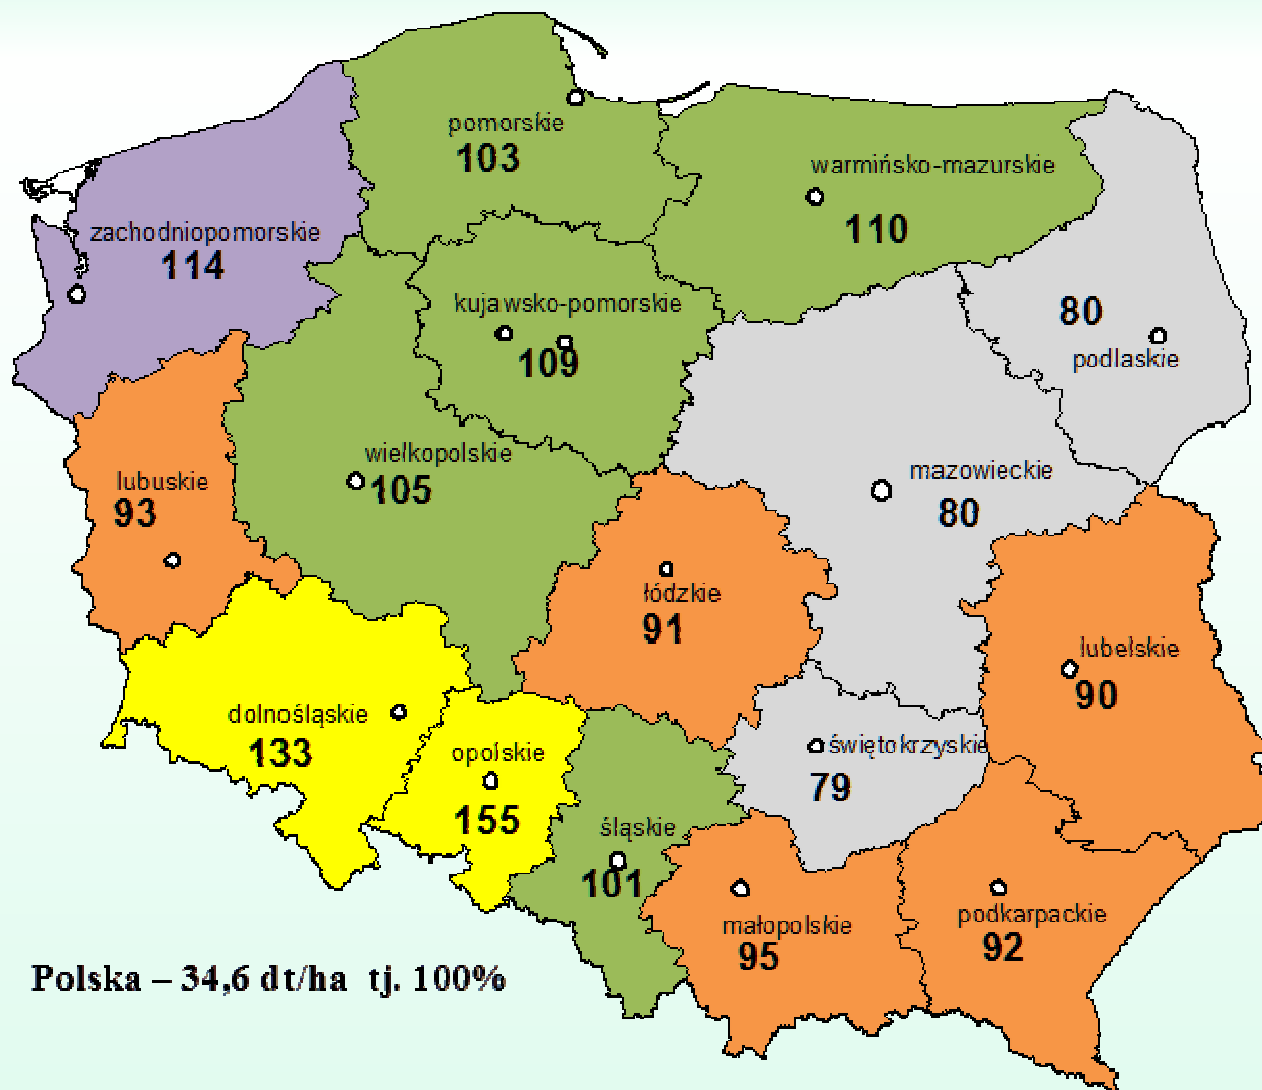 pomorskie
103
warmińsko-mazurskie
110
zachodniopomorskie
114
kujawsko-pomorskie
109
80
podlaskie
wielkopolskie
105
mazowieckie
80
lubuskie
93
łódzkie
91
lubelskie
90
dolnośląskie
133
opolskie
155
świętokrzyskie
79
śląskie
101
małopolskie
95
podkarpackie
92
Polska – 34,6 dt/ha tj. 100%